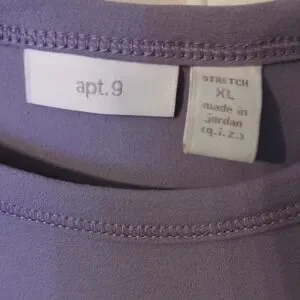 apt.9
STRETCH
XL
made in
jordan
(q.i.z.)